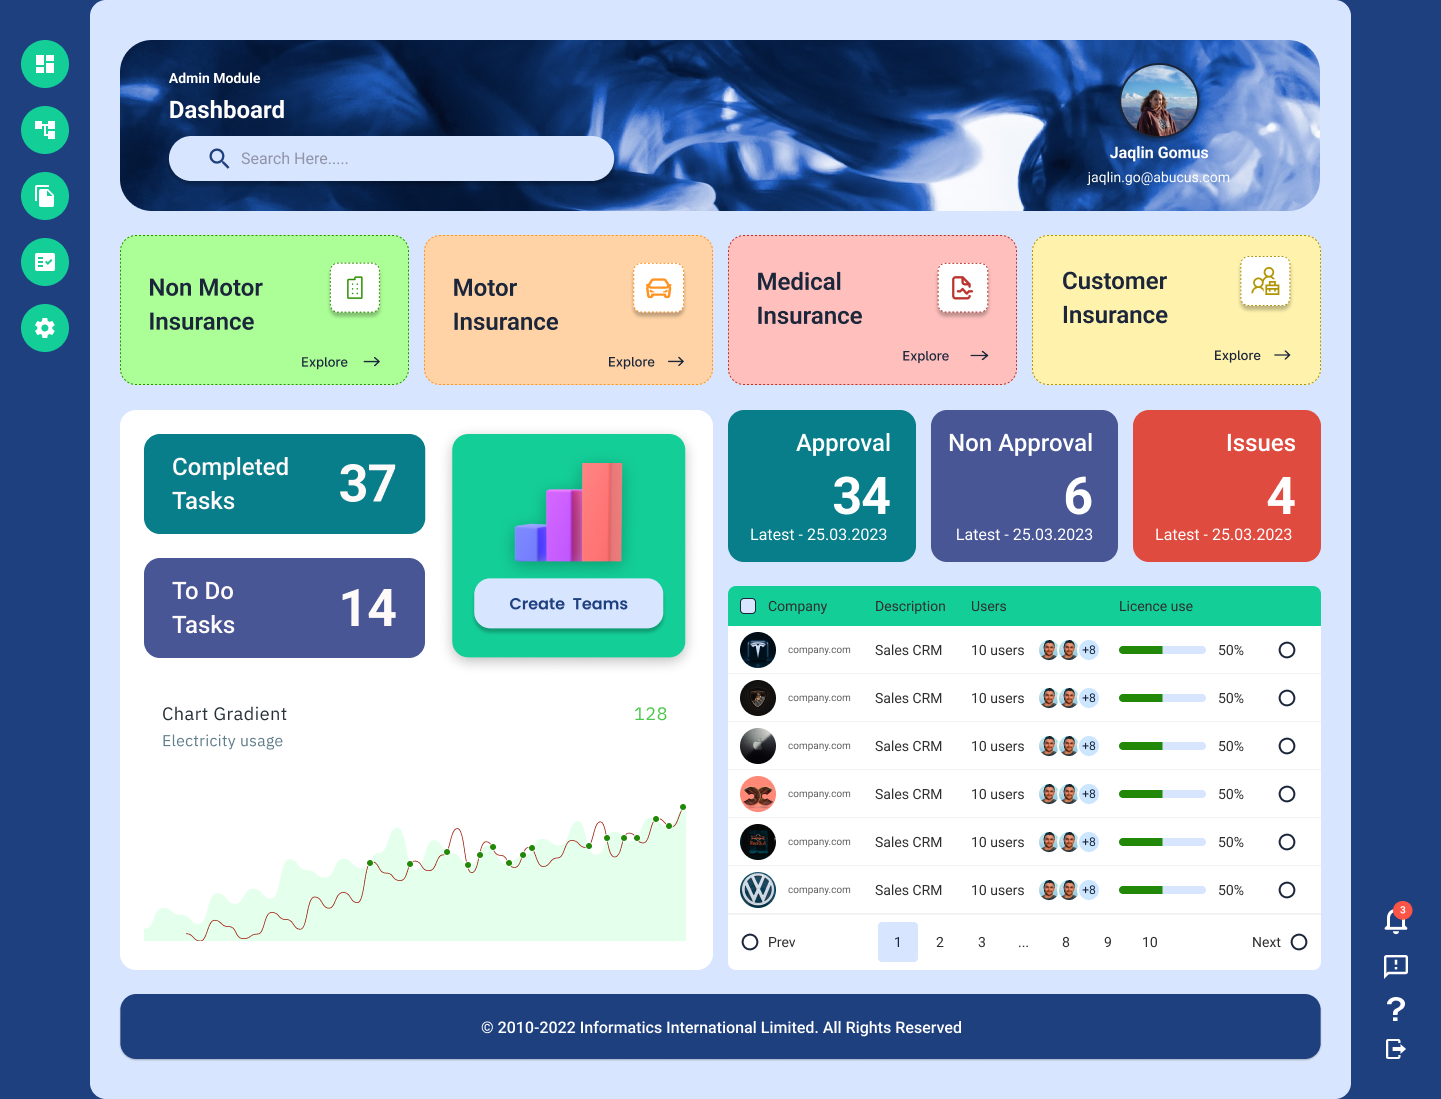 Admin Module
Dashboard
Search Here.....
Jaqlin Gomus
jaqlin.go@abucus.com
Non Motor
Insurance
Explore
Motor
Insurance
Explore
Medical
Insurance
Explore
Customer
Insurance
Explore
Completed
Tasks
37
To Do
Tasks
14
Create Teams
Chart Gradient
128
Electricity usage
Approval
34
Latest - 25.03.2023
Non Approval
6
Latest - 25.03.2023
Issues
4
Latest - 25.03.2023
Company Description Users Licence use
company.com Sales CRM 10 users +8 50%
company.com Sales CRM 10 users +8 50%
company.com Sales CRM 10 users +8 50%
company.com Sales CRM 10 users +8 50%
company.com Sales CRM 10 users +8 50%
company.com Sales CRM 10 users +8 50%
Prev 1 2 3 ... 8 9 10 Next
3
© 2010-2022 Informatics International Limited. All Rights Reserved